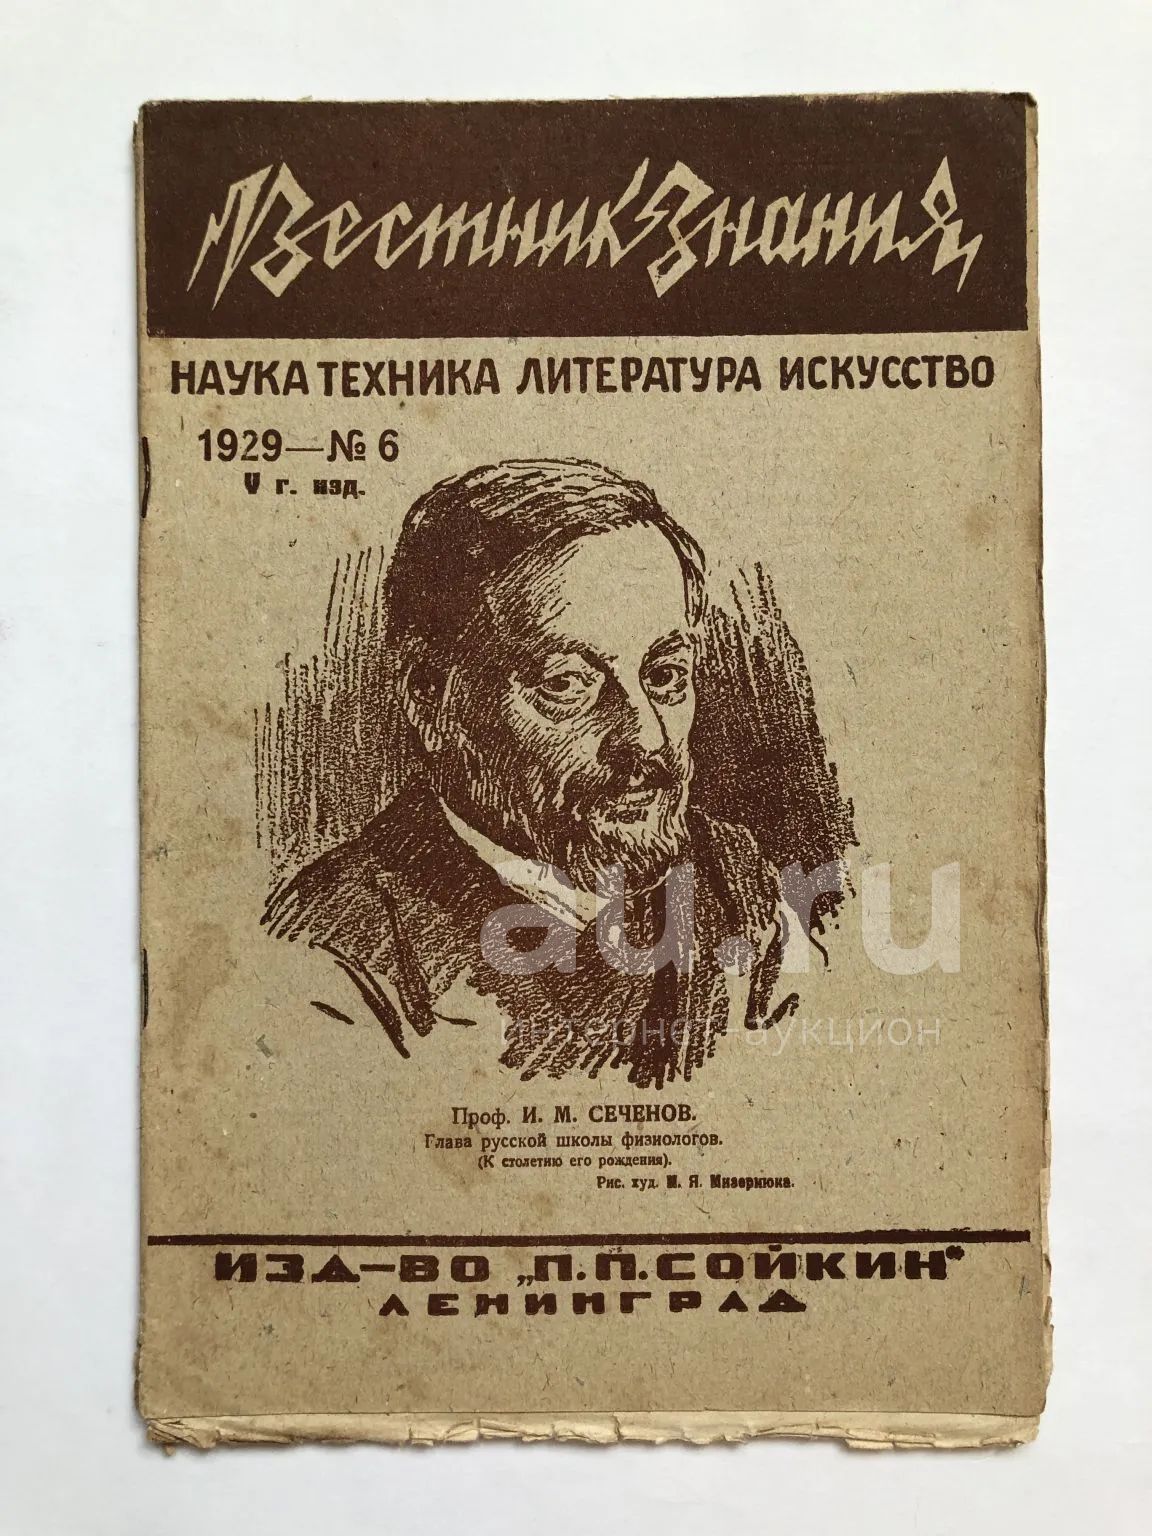 Вестник Знания
НАУКА ТЕХНИКА ЛИТЕРАТУРА ИСКУССТВО
1929—№ 6
V г. изд.
au.ru
интернет-аукцион
Проф. И. М. СЕЧЕНОВ.
Глава русской школы физиологов.
(К столетию его рождения).
Рис. худ. И. Я. Мизернюка.
ИЗД-ВО „П.П.СОЙКИН“
ЛЕНИНГРАД